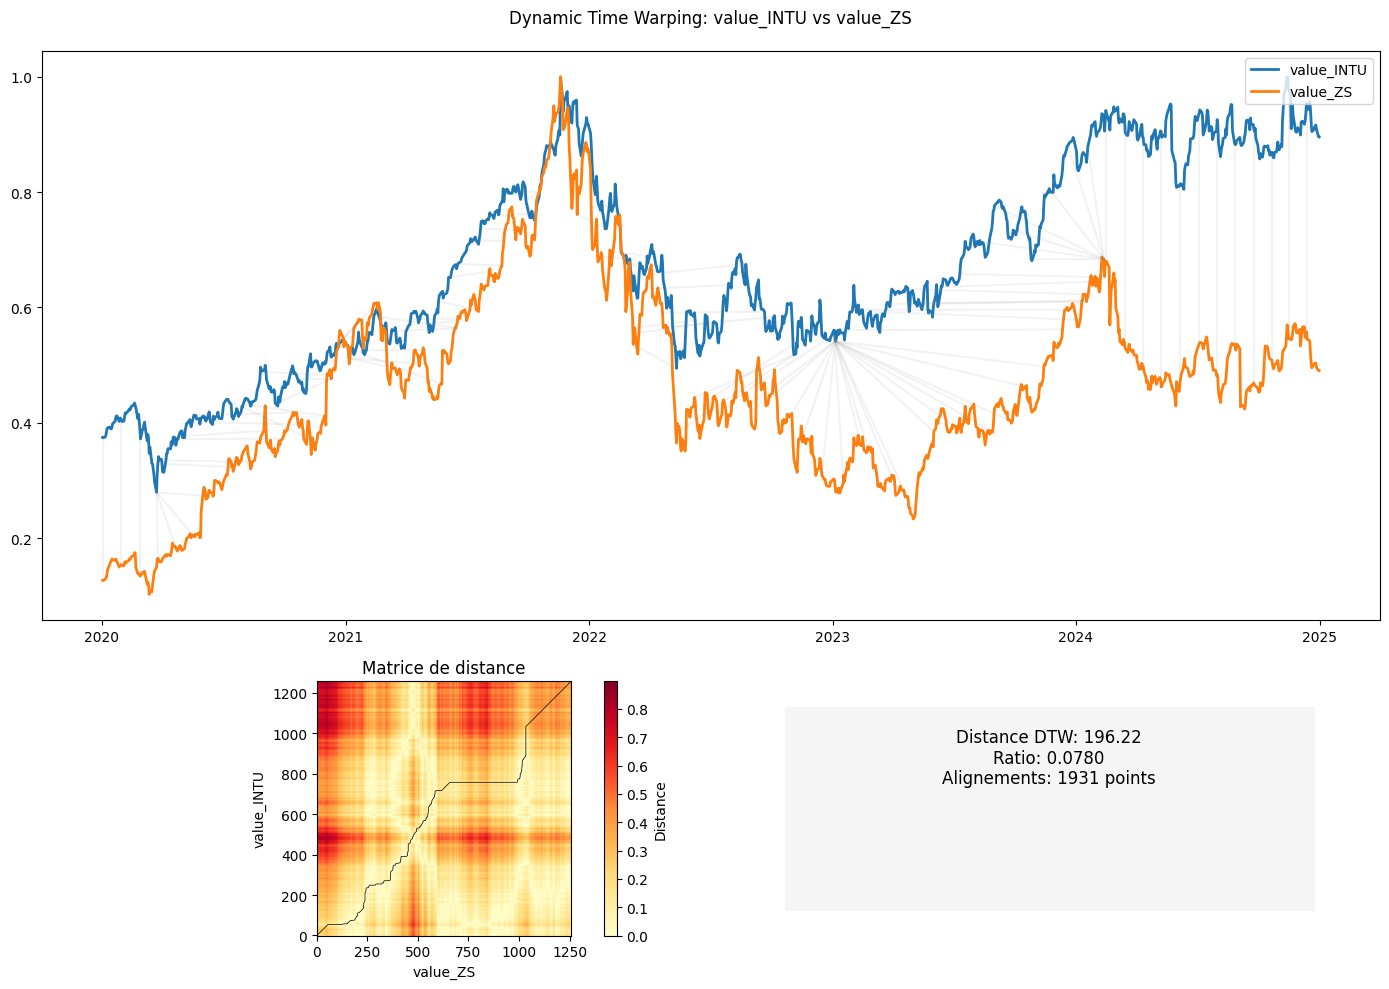 Dynamic Time Warping: value_INTU vs value_ZS
value_INTU
value_ZS
1.0
0.8
0.6
0.4
0.2
2020 2021 2022 2023 2024 2025
Matrice de distance
1200
1000
800
600
400
200
0
value_INTU
0 250 500 750 1000 1250
value_ZS
0.8
0.7
0.6
0.5
0.4
0.3
0.2
0.1
0.0
Distance
Distance DTW: 196.22
Ratio: 0.0780
Alignements: 1931 points